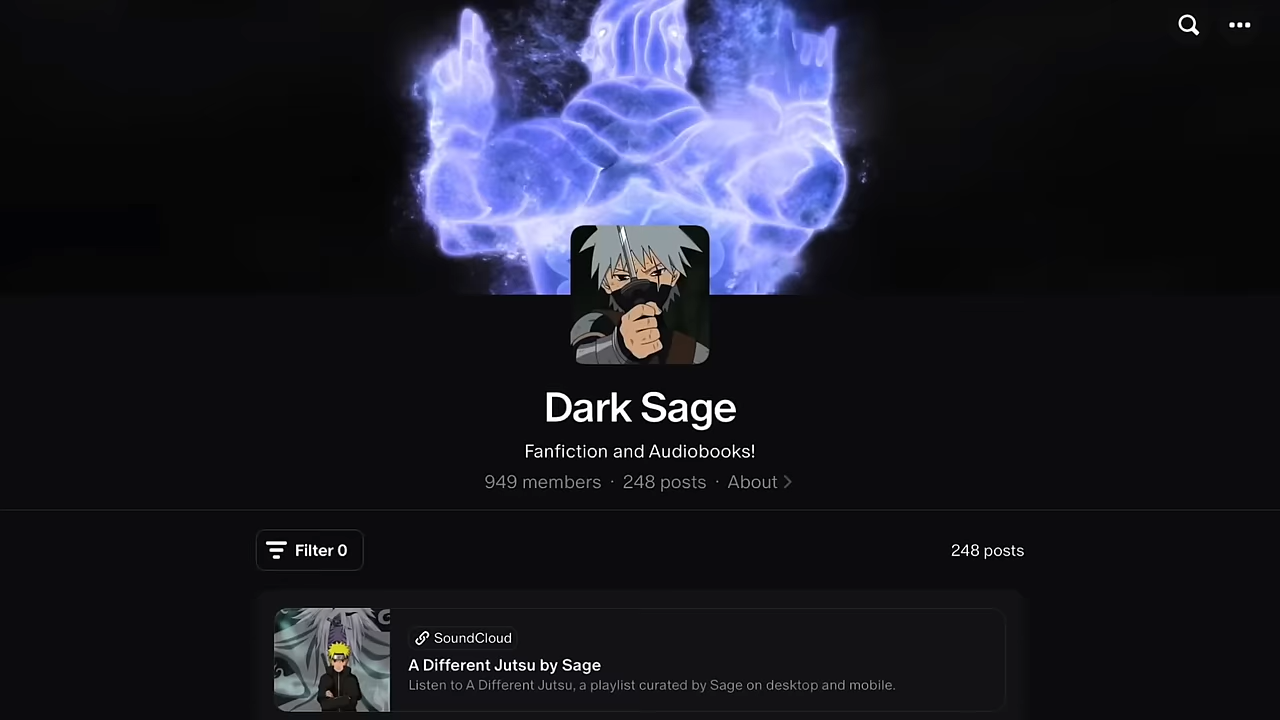 Dark Sage
Fanfiction and Audiobooks!
949 members · 248 posts · About
Filter 0
248 posts
SoundCloud
A Different Jutsu by Sage
Listen to A Different Jutsu, a playlist curated by Sage on desktop and mobile.